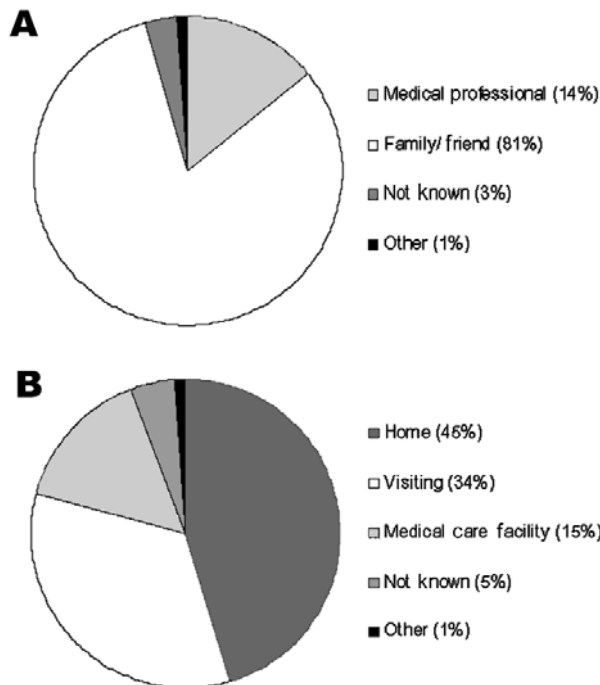 A
Medical professional (14%)
Family/ friend (81%)
Not known (3%)
Other (1%)
B
Home (46%)
Visiting (34%)
Medical care facility (15%)
Not known (5%)
Other (1%)